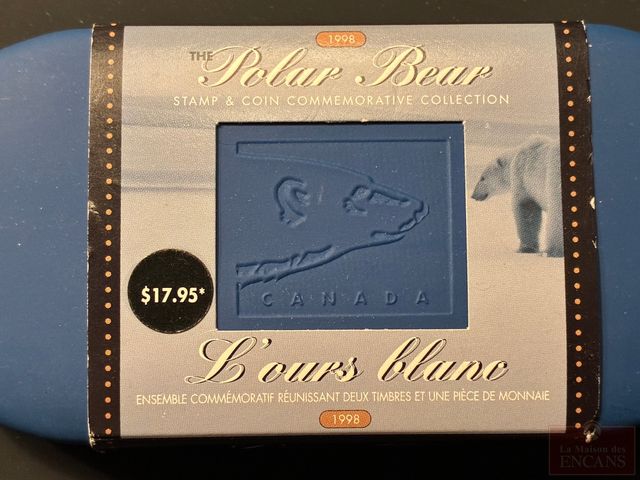 1998
THE Polar Bear
STAMP & COIN COMMEMORATIVE COLLECTION
CANADA
$17.95*
L'ours blanc
ENSEMBLE COMMÉMORATIF RÉUNISSANT DEUX TIMBRES ET UNE PIÈCE DE MONNAIE
1998
La Maison des
ENCANS